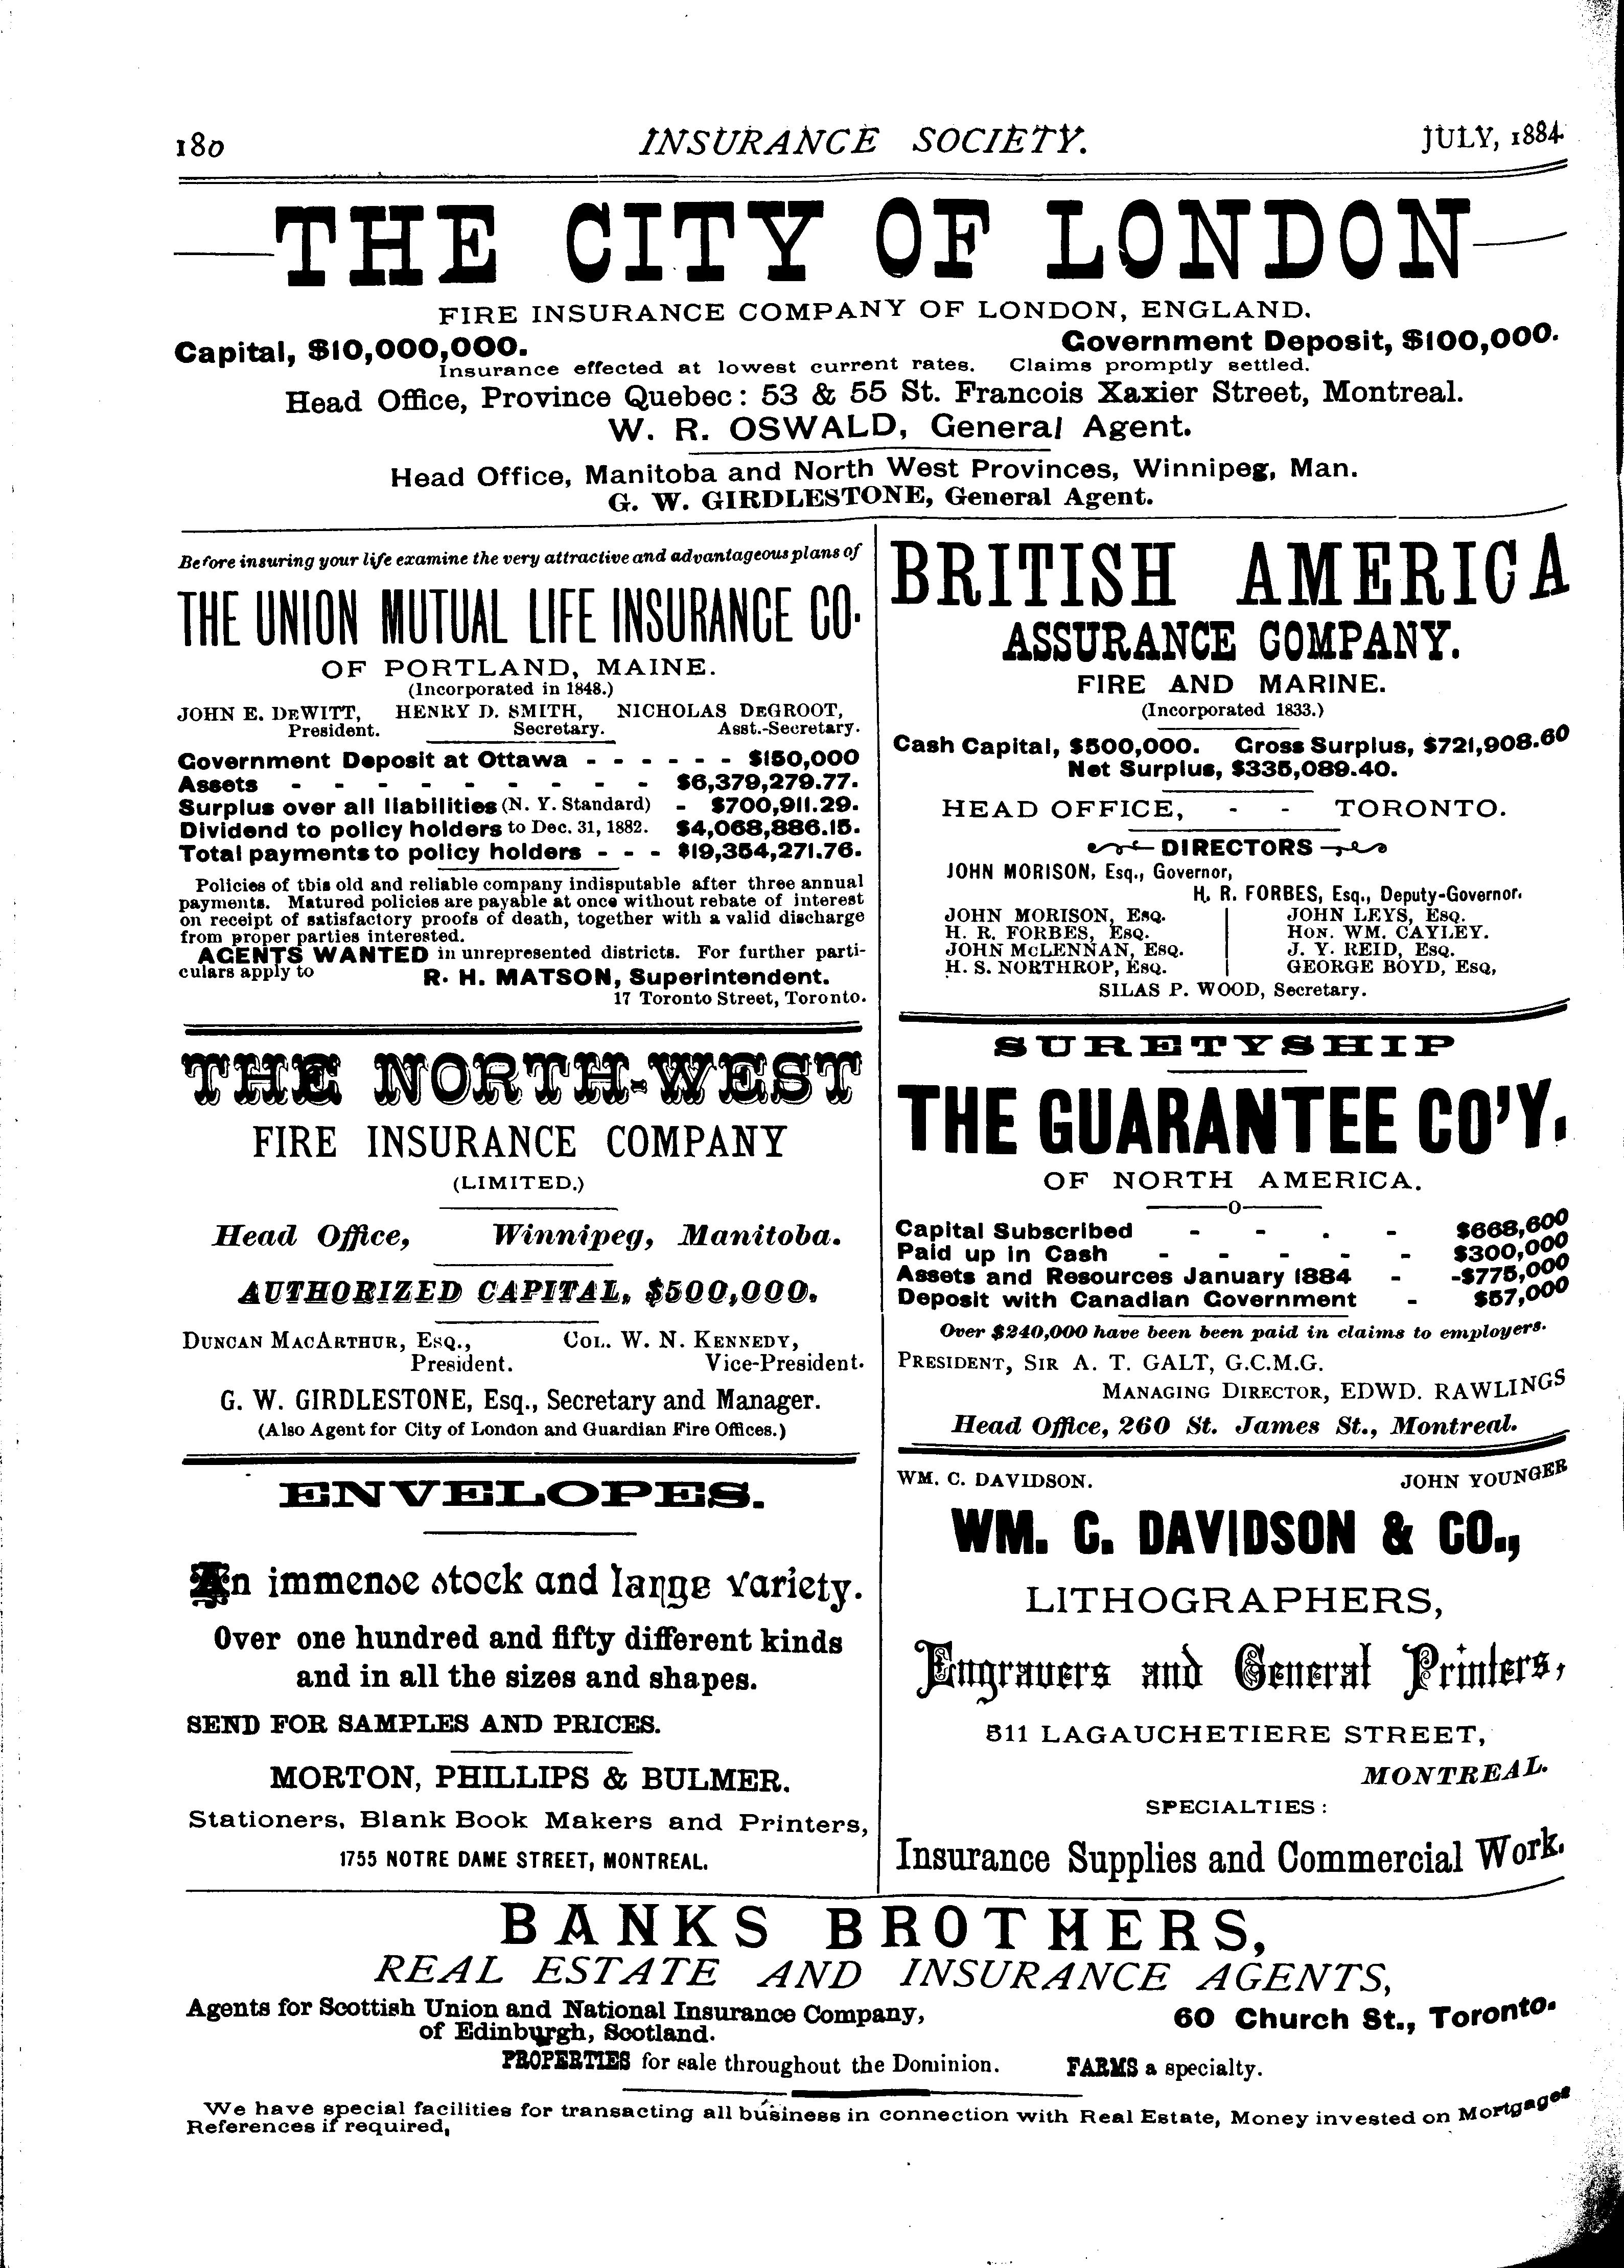 180 INSURANCE SOCIETY. JULY, 1884.
THE CITY OF LONDON
FIRE INSURANCE COMPANY OF LONDON, ENGLAND.
Capital, $10,000,000. Government Deposit, $100,000.
Insurance effected at lowest current rates. Claims promptly settled.
Head Office, Province Quebec: 53 & 55 St. Francois Xaxier Street, Montreal.
W. R. OSWALD, General Agent.
Head Office, Manitoba and North West Provinces, Winnipeg, Man.
G. W. GIRDLESTONE, General Agent.
Before insuring your life examine the very attractive and advantageous plans of
THE UNION MUTUAL LIFE INSURANCE CO.
OF PORTLAND, MAINE.
(Incorporated in 1848.)
JOHN E. DEWITT, HENRY D. SMITH, NICHOLAS DEGROOT,
President. Secretary. Asst.-Secretary.
Government Deposit at Ottawa - - - - - - $150,000
Assets - - - - - - - - - $6,379,279.77.
Surplus over all liabilities (N. Y. Standard) - $700,911.29.
Dividend to policy holders to Dec. 31, 1882. $4,068,886.15.
Total payments to policy holders - - - $19,354,271.76.
Policies of tbis old and reliable company indisputable after three annual
payments. Matured policies are payable at once without rebate of interest
on receipt of satisfactory proofs of death, together with a valid discharge
from proper parties interested.
AGENTS WANTED in unrepresented districts. For further parti-
culars apply to R. H. MATSON, Superintendent.
17 Toronto Street, Toronto.
THE NORTH-WEST
FIRE INSURANCE COMPANY
(LIMITED.)
Head Office, Winnipeg, Manitoba.
AUTHORIZED CAPITAL, $500,000.
DUNCAN MACARTHUR, ESQ., COL. W. N. KENNEDY,
President. Vice-President.
G. W. GIRDLESTONE, Esq., Secretary and Manager.
(Also Agent for City of London and Guardian Fire Offices.)
ENVELOPES.
An immense stock and large variety.
Over one hundred and fifty different kinds
and in all the sizes and shapes.
SEND FOR SAMPLES AND PRICES.
MORTON, PHILLIPS & BULMER.
Stationers, Blank Book Makers and Printers,
1755 NOTRE DAME STREET, MONTREAL.
BRITISH AMERICA
ASSURANCE COMPANY.
FIRE AND MARINE.
(Incorporated 1833.)
Cash Capital, $500,000. Gross Surplus, $721,908.60
Net Surplus, $335,089.40.
HEAD OFFICE, - - TORONTO.
DIRECTORS
JOHN MORISON, Esq., Governor,
H. R. FORBES, Esq., Deputy-Governor.
JOHN MORISON, ESQ. JOHN LEYS, ESQ.
H. R. FORBES, ESQ. HON. WM. CAYLEY.
JOHN MCLENNAN, ESQ. J. Y. REID, ESQ.
H. S. NORTHROP, ESQ. GEORGE BOYD, ESQ,
SILAS P. WOOD, Secretary.
SURETYSHIP
THE GUARANTEE CO'Y.
OF NORTH AMERICA.
Capital Subscribed - - . - $668,600
Paid up in Cash - - - - - $300,000
Assets and Resources January 1884 - -$775,000
Deposit with Canadian Government - $57,000
Over $240,000 have been been paid in claims to employers.
PRESIDENT, SIR A. T. GALT, G.C.M.G.
MANAGING DIRECTOR, EDWD. RAWLINGS
Head Office, 260 St. James St., Montreal.
WM. C. DAVIDSON. JOHN YOUNGER
WM. C. DAVIDSON & CO.,
LITHOGRAPHERS,
Engravers and General Printers,
511 LAGAUCHETIERE STREET,
MONTREAL.
SPECIALTIES:
Insurance Supplies and Commercial Work.
BANKS BROTHERS,
REAL ESTATE AND INSURANCE AGENTS,
Agents for Scottish Union and National Insurance Company, 60 Church St., Toronto.
of Edinburgh, Scotland.
PROPERTIES for sale throughout the Dominion. FARMS a specialty.
We have special facilities for transacting all business in connection with Real Estate, Money invested on Mortgages
References if required,